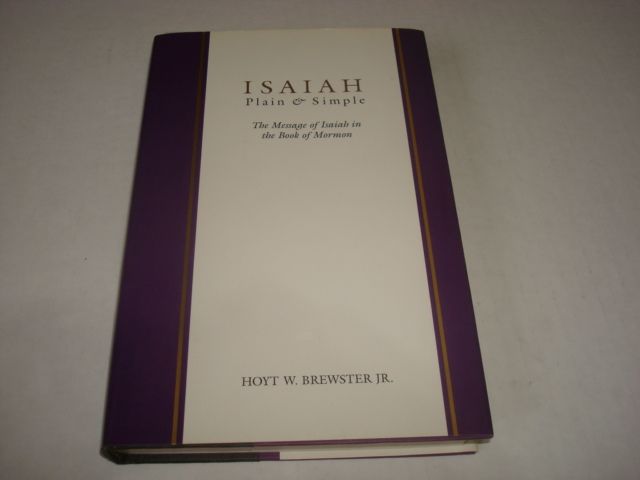 ISAIAH
Plain & Simple
The Message of Isaiah in
the Book of Mormon
HOYT W. BREWSTER JR.